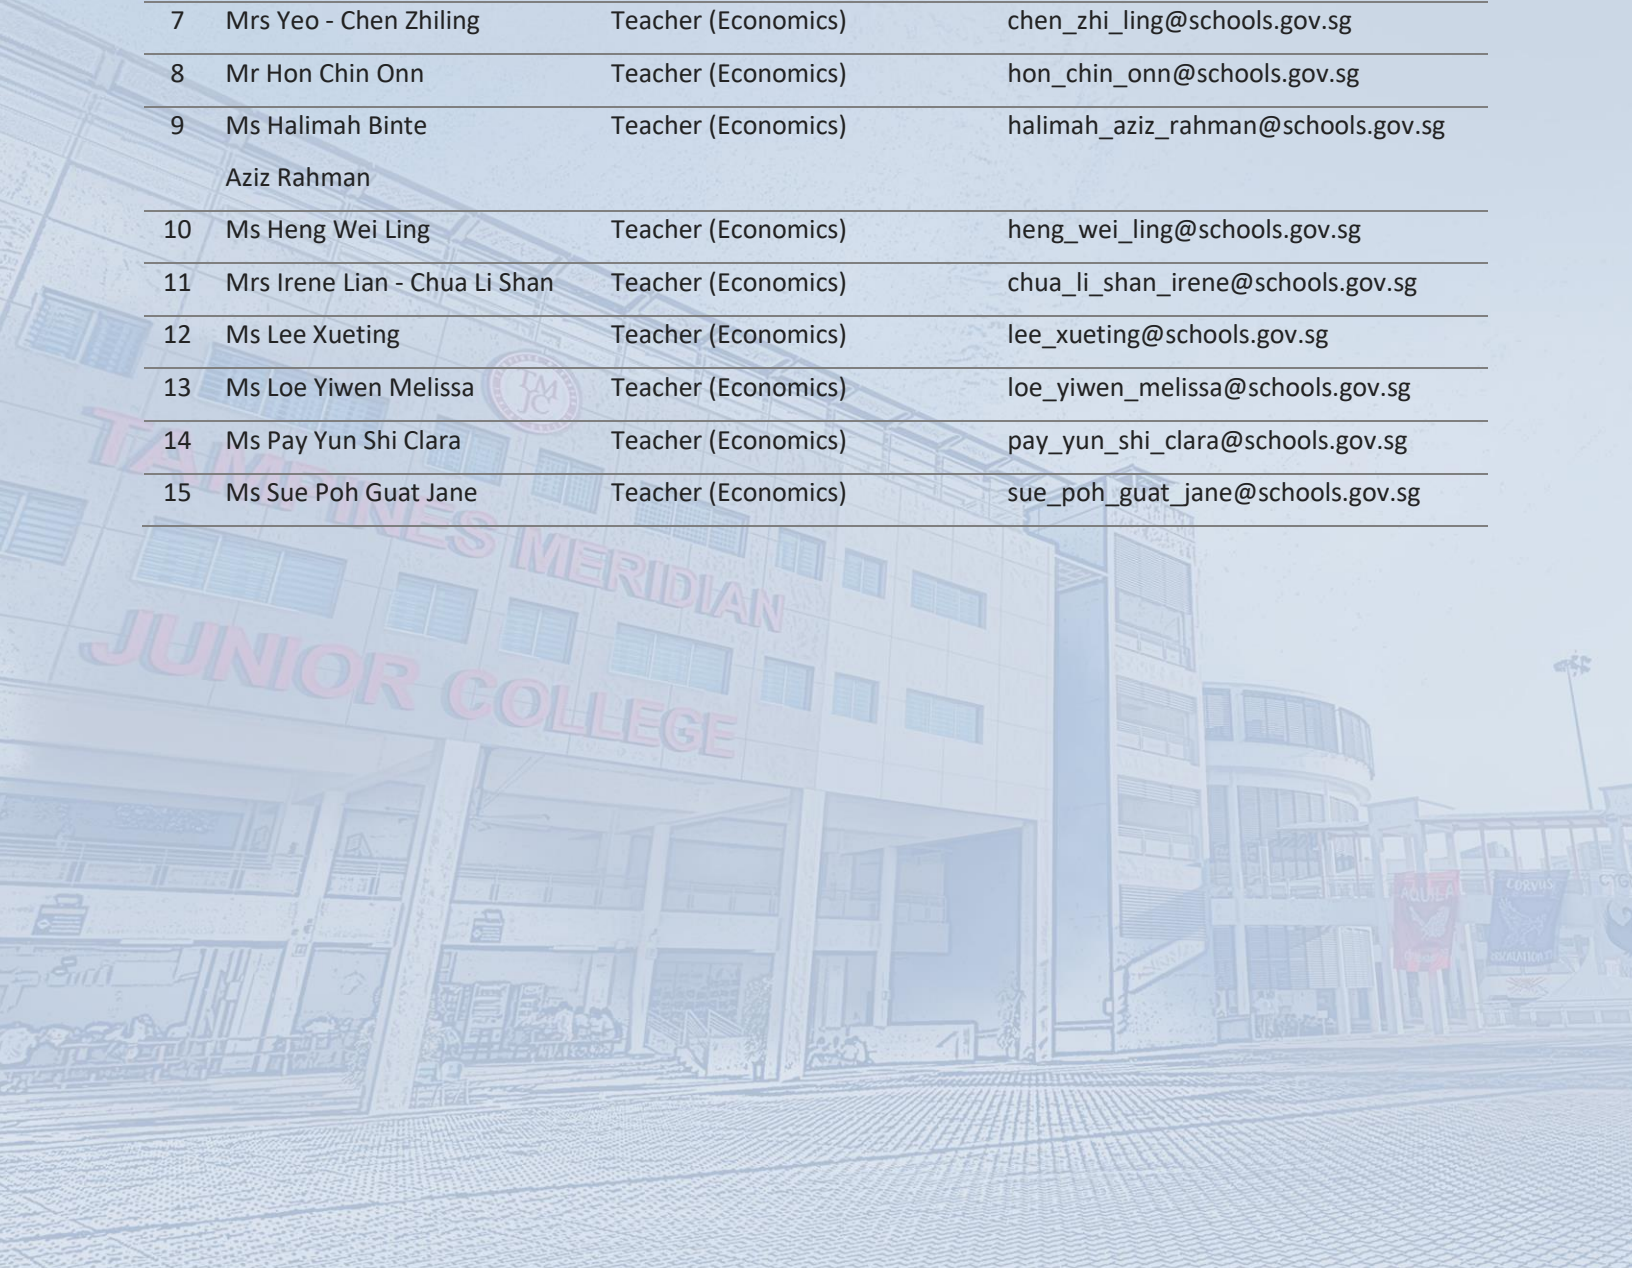 7 Mrs Yeo - Chen Zhiling Teacher (Economics) chen_zhi_ling@schools.gov.sg
8 Mr Hon Chin Onn Teacher (Economics) hon_chin_onn@schools.gov.sg
9 Ms Halimah Binte Teacher (Economics) halimah_aziz_rahman@schools.gov.sg
Aziz Rahman
10 Ms Heng Wei Ling Teacher (Economics) heng_wei_ling@schools.gov.sg
11 Mrs Irene Lian - Chua Li Shan Teacher (Economics) chua_li_shan_irene@schools.gov.sg
12 Ms Lee Xueting Teacher (Economics) lee_xueting@schools.gov.sg
13 Ms Loe Yiwen Melissa Teacher (Economics) loe_yiwen_melissa@schools.gov.sg
14 Ms Pay Yun Shi Clara Teacher (Economics) pay_yun_shi_clara@schools.gov.sg
15 Ms Sue Poh Guat Jane Teacher (Economics) sue_poh_guat_jane@schools.gov.sg
TM
JC
TAMPINES MERIDIAN
JUNIOR COLLEGE
AQUILA
CORVUS